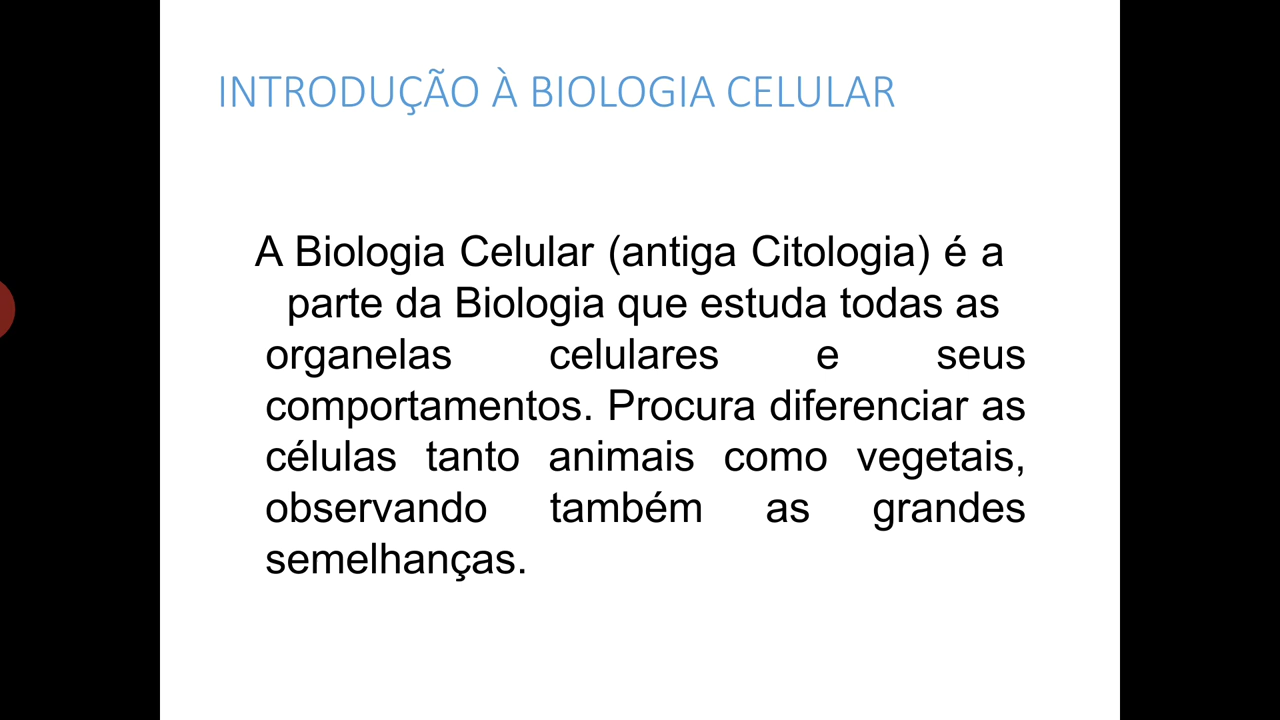 INTRODUÇÃO À BIOLOGIA CELULAR
A Biologia Celular (antiga Citologia) é a
parte da Biologia que estuda todas as
organelas celulares e seus
comportamentos. Procura diferenciar as
células tanto animais como vegetais,
observando também as grandes
semelhanças.